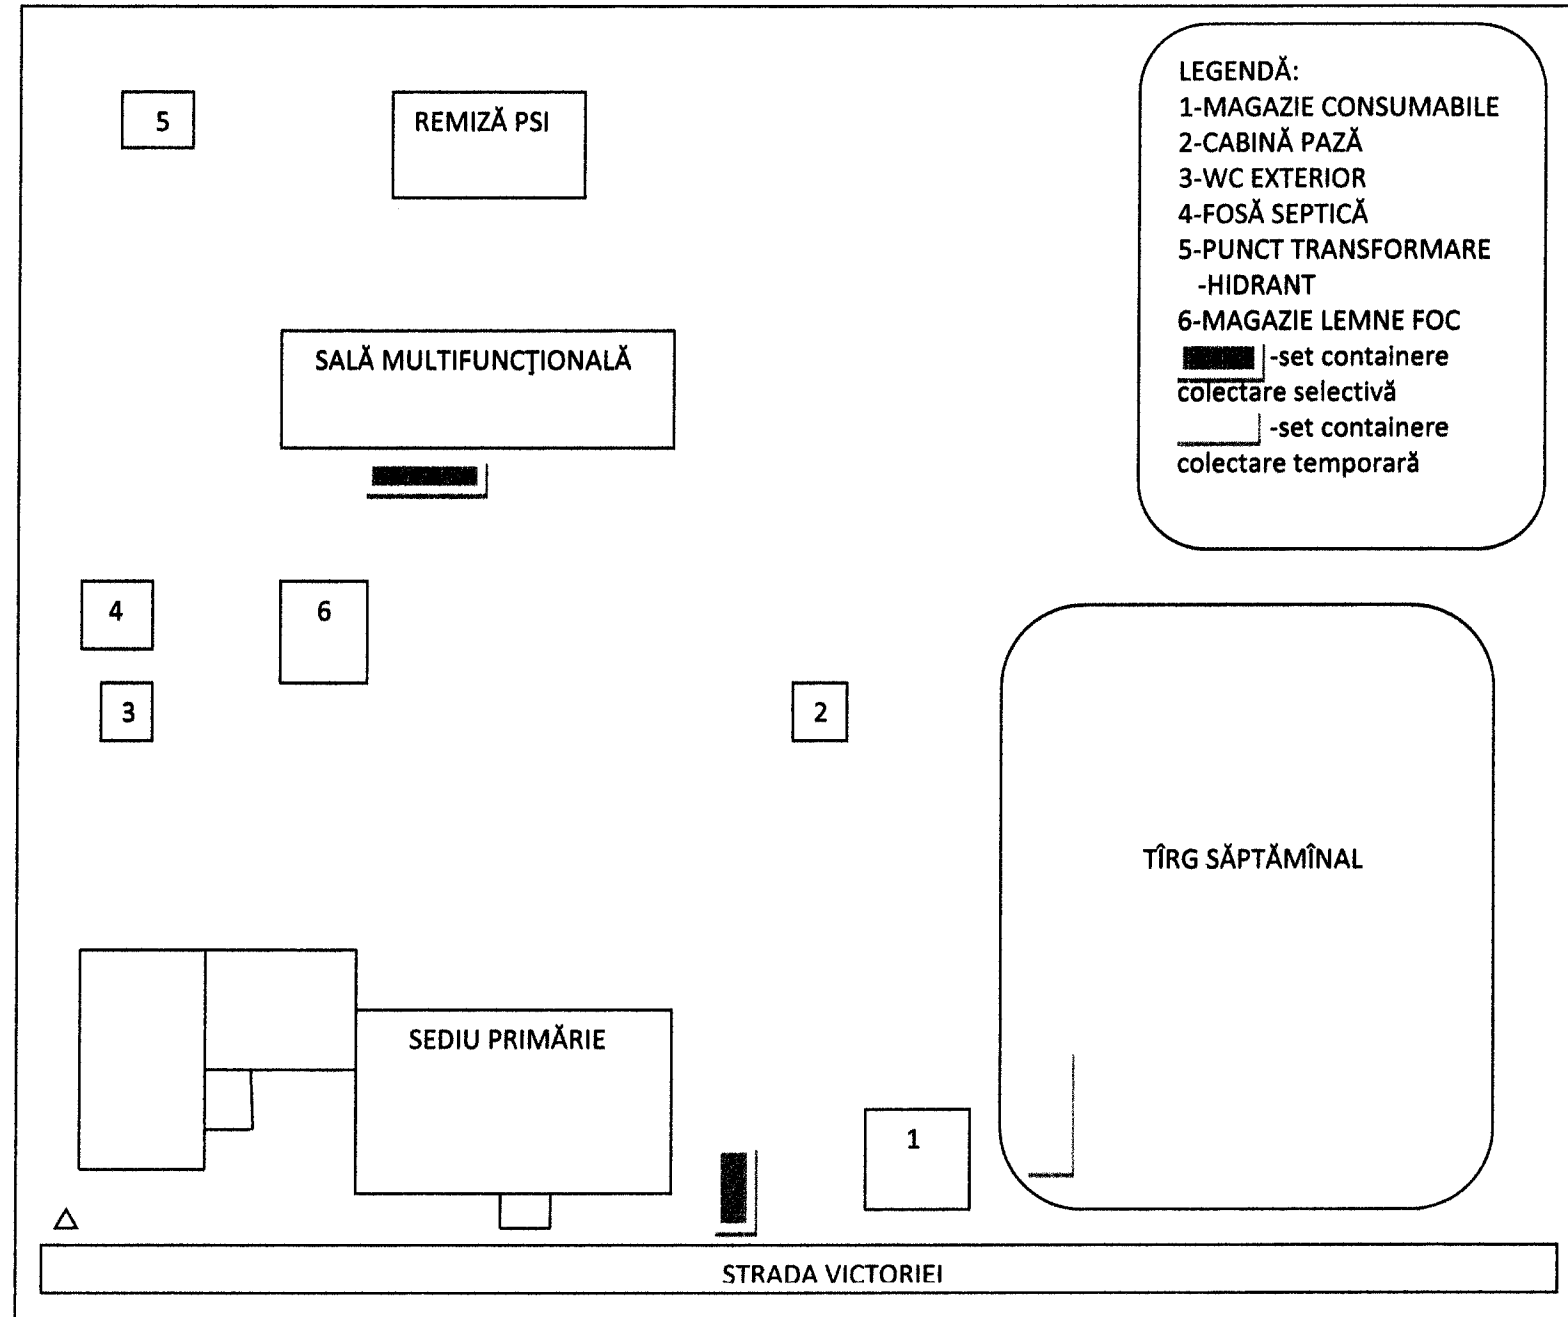 LEGENDĂ:
1-MAGAZIE CONSUMABILE
2-CABINĂ PAZĂ
3-WC EXTERIOR
4-FOSĂ SEPTICĂ
5-PUNCT TRANSFORMARE
-HIDRANT
6-MAGAZIE LEMNE FOC
-set containere
colectare selectivă
-set containere
colectare temporară
5
REMIZĂ PSI
SALĂ MULTIFUNCŢIONALĂ
4
6
3
2
TÎRG SĂPTĂMÎNAL
SEDIU PRIMĂRIE
1
STRADA VICTORIEI